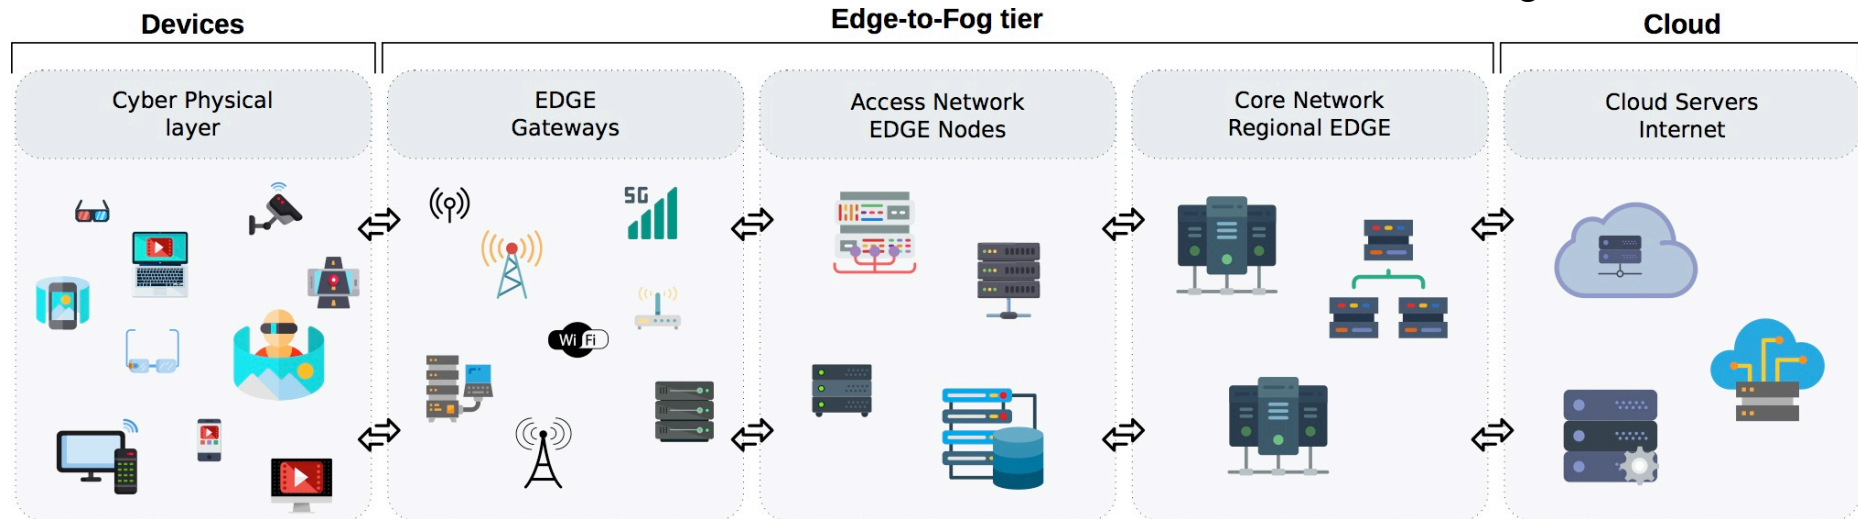 Devices
Edge-to-Fog tier
Cloud
Cyber Physical
layer
EDGE
Gateways
Access Network
EDGE Nodes
Core Network
Regional EDGE
Cloud Servers
Internet
5G
Wi Fi